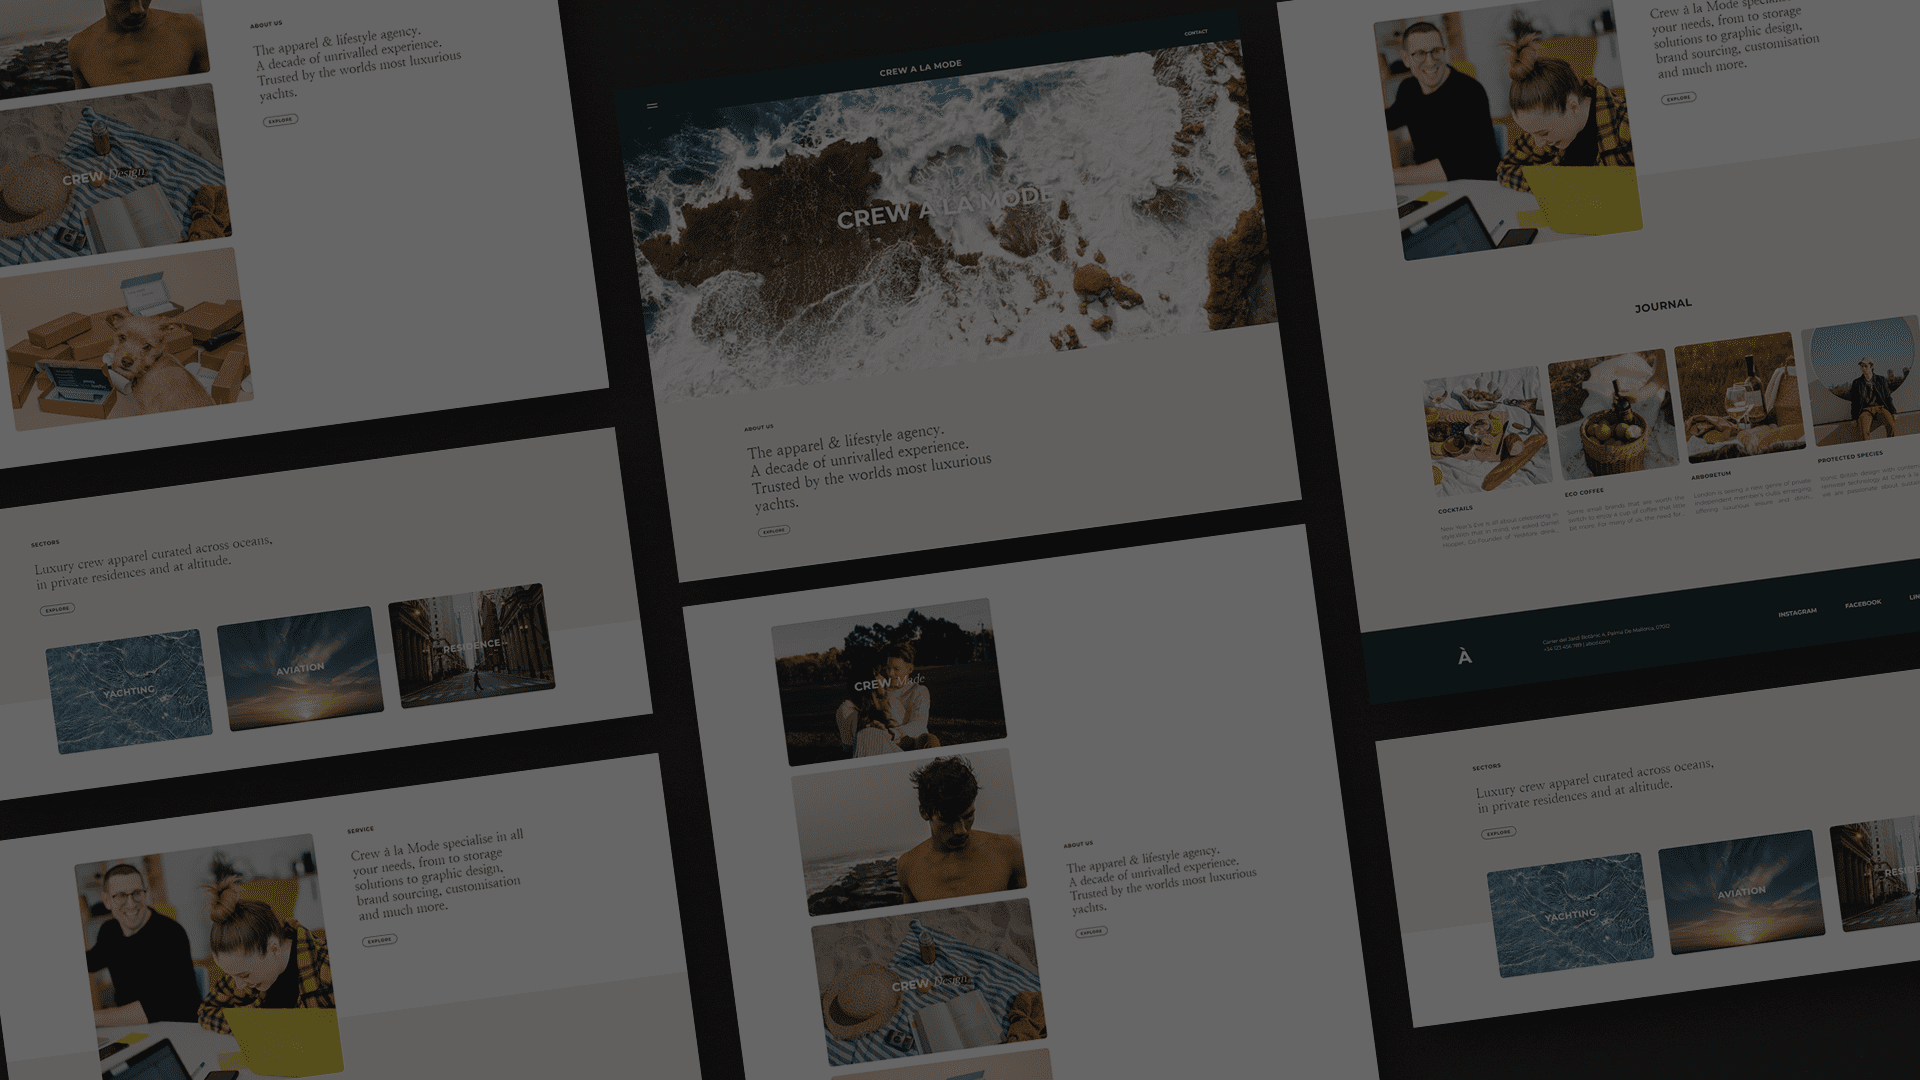 ABOUT US
The apparel & lifestyle agency.
A decade of unrivalled experience.
Trusted by the worlds most luxurious
yachts.
EXPLORE
CREW Design
SECTORS
Luxury crew apparel curated across oceans,
in private residences and at altitude.
EXPLORE
YACHTING
AVIATION
RESIDENCE
SERVICE
Crew à la Mode specialise in all
your needs, from to storage
solutions to graphic design,
brand sourcing, customisation
and much more.
EXPLORE
CONTACT
CREW A LA MODE
CREW A LA MODE
ABOUT US
The apparel & lifestyle agency.
A decade of unrivalled experience.
Trusted by the worlds most luxurious
yachts.
EXPLORE
CREW Made
ABOUT US
The apparel & lifestyle agency.
A decade of unrivalled experience.
Trusted by the worlds most luxurious
yachts.
EXPLORE
CREW Design
Crew à la Mode specialise
your needs, from to storage
solutions to graphic design,
brand sourcing, customisation
and much more.
EXPLORE
JOURNAL
COCKTAILS
ECO COFFEE
ARBORETUM
PROTECTED SPECIES
À
INSTAGRAM
FACEBOOK
SECTORS
Luxury crew apparel curated across oceans,
in private residences and at altitude.
EXPLORE
YACHTING
AVIATION